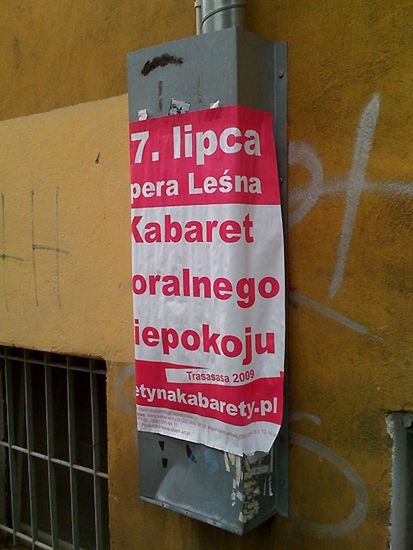 7. lipca
pera Leśna
Kabaret
oralnego
iepokoju
Trasasasa 2009
etynakabarety-pl